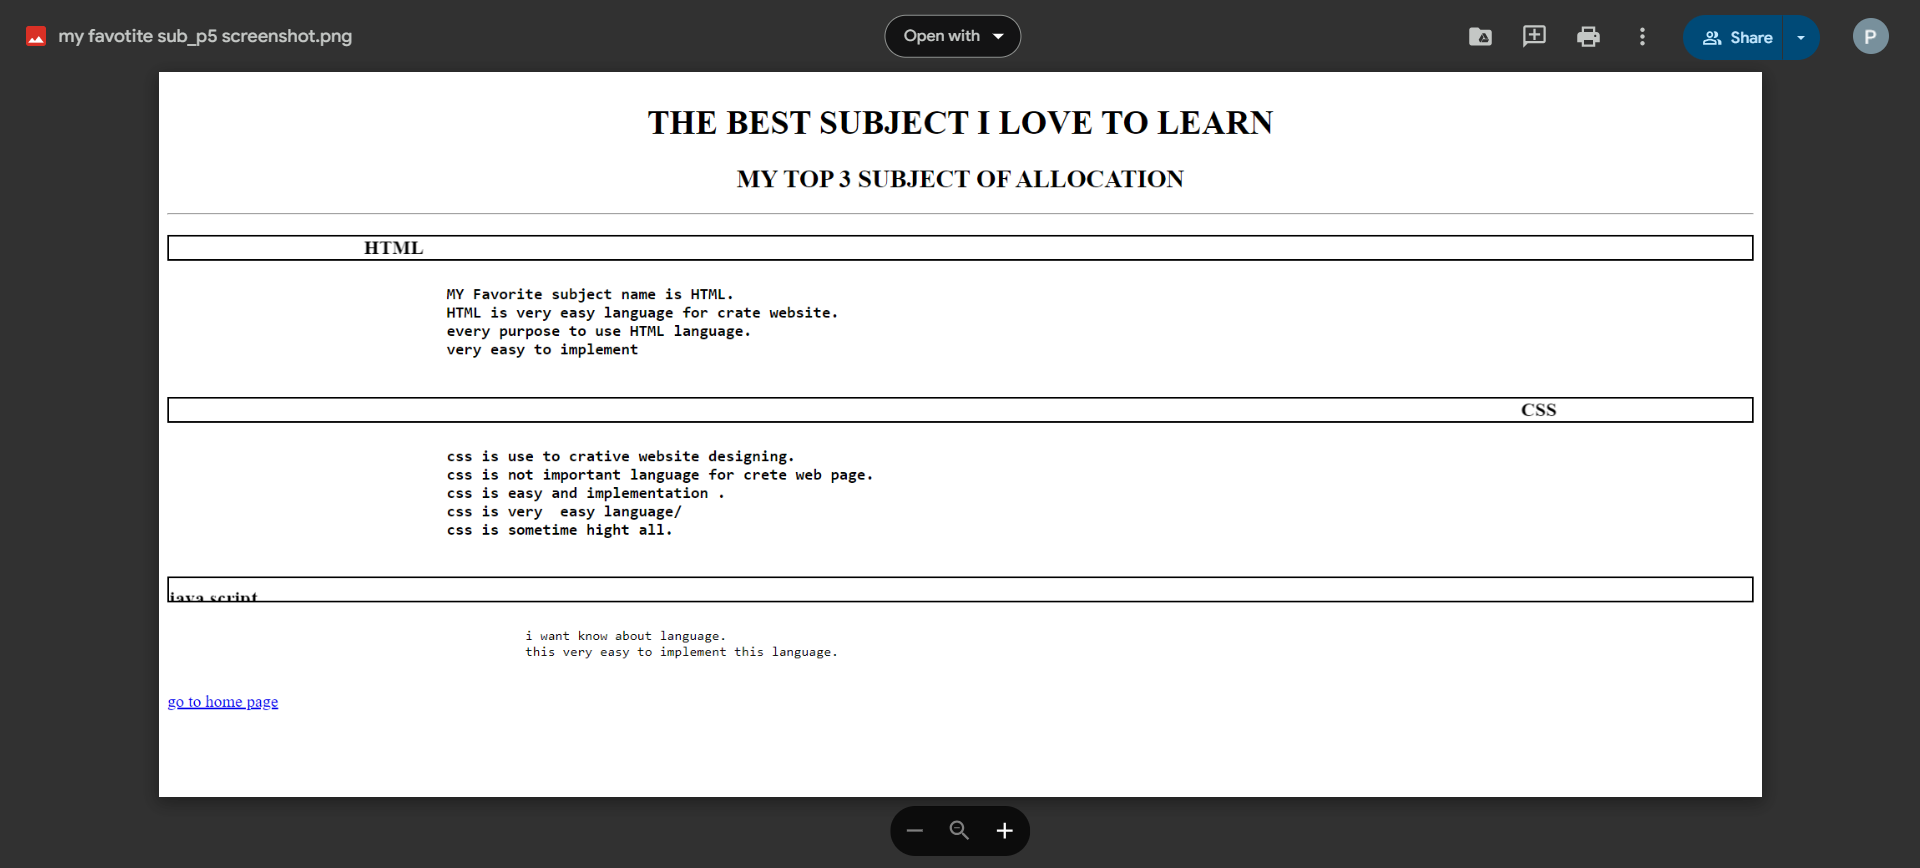 my favotite sub_p5 screenshot.png
Open with
Share
P
THE BEST SUBJECT I LOVE TO LEARN
MY TOP 3 SUBJECT OF ALLOCATION
HTML
MY Favorite subject name is HTML.
HTML is very easy language for crate website.
every purpose to use HTML language.
very easy to implement
CSS
css is use to crative website designing.
css is not important language for crete web page.
css is easy and implementation .
css is very  easy language/
css is sometime hight all.
java script
i want know about language.
this very easy to implement this language.
go to home page